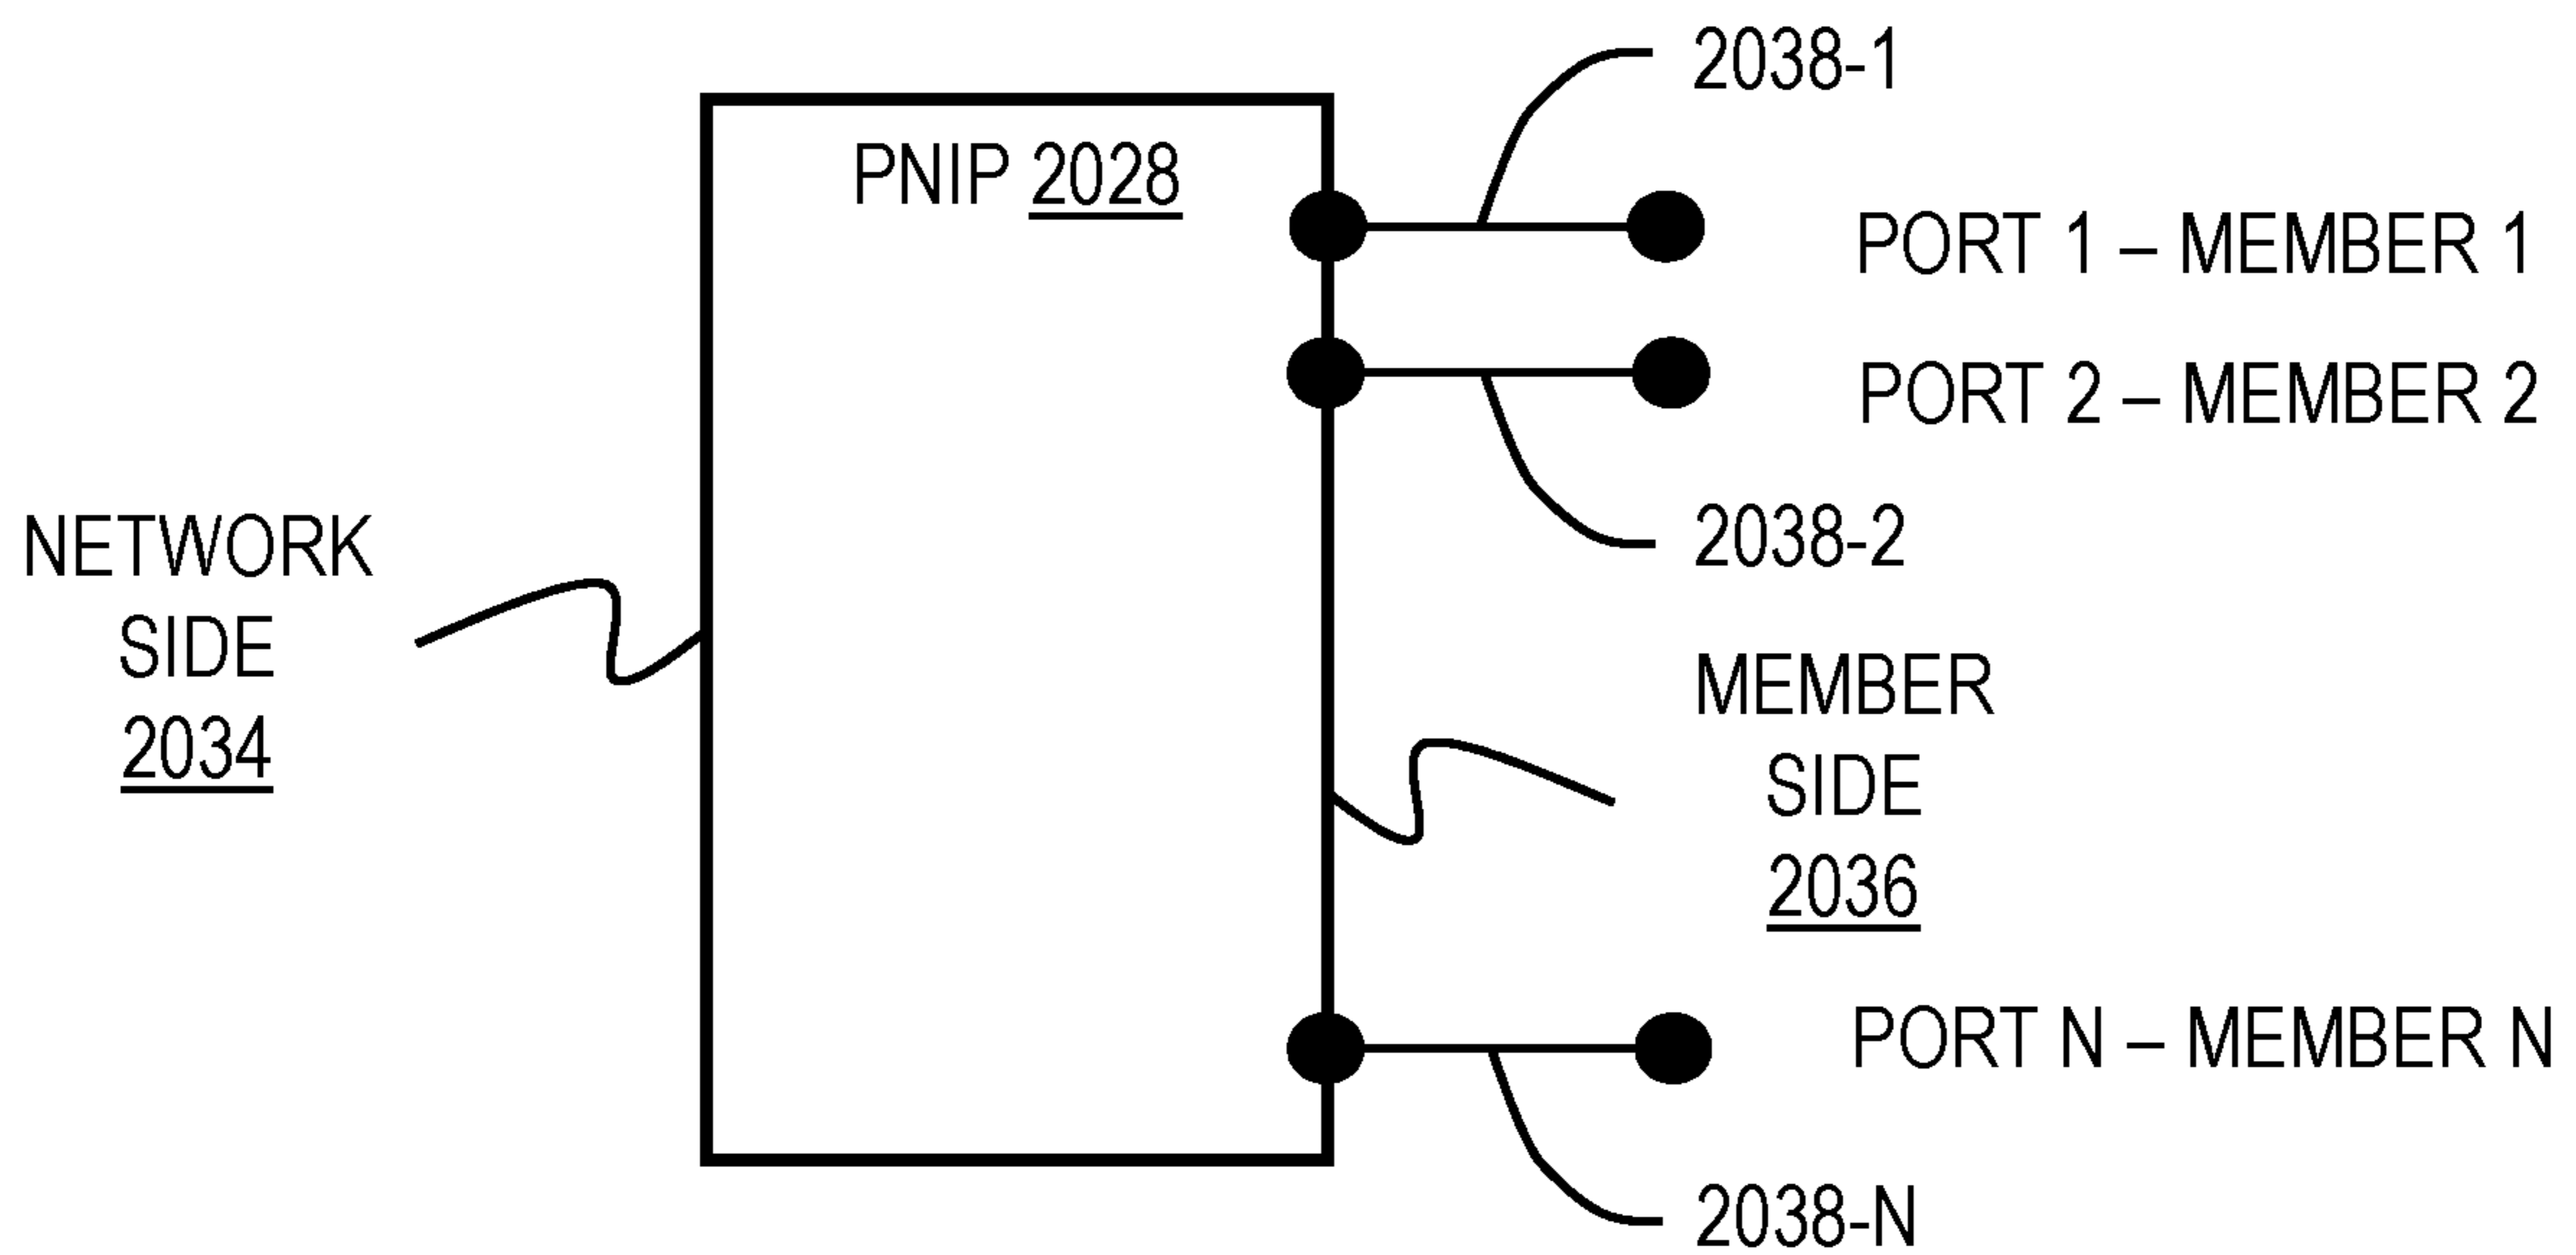 2038-1
PNIP 2028
PORT 1 – MEMBER 1
PORT 2 – MEMBER 2
2038-2
NETWORK
SIDE
2034
MEMBER
SIDE
2036
PORT N – MEMBER N
2038-N